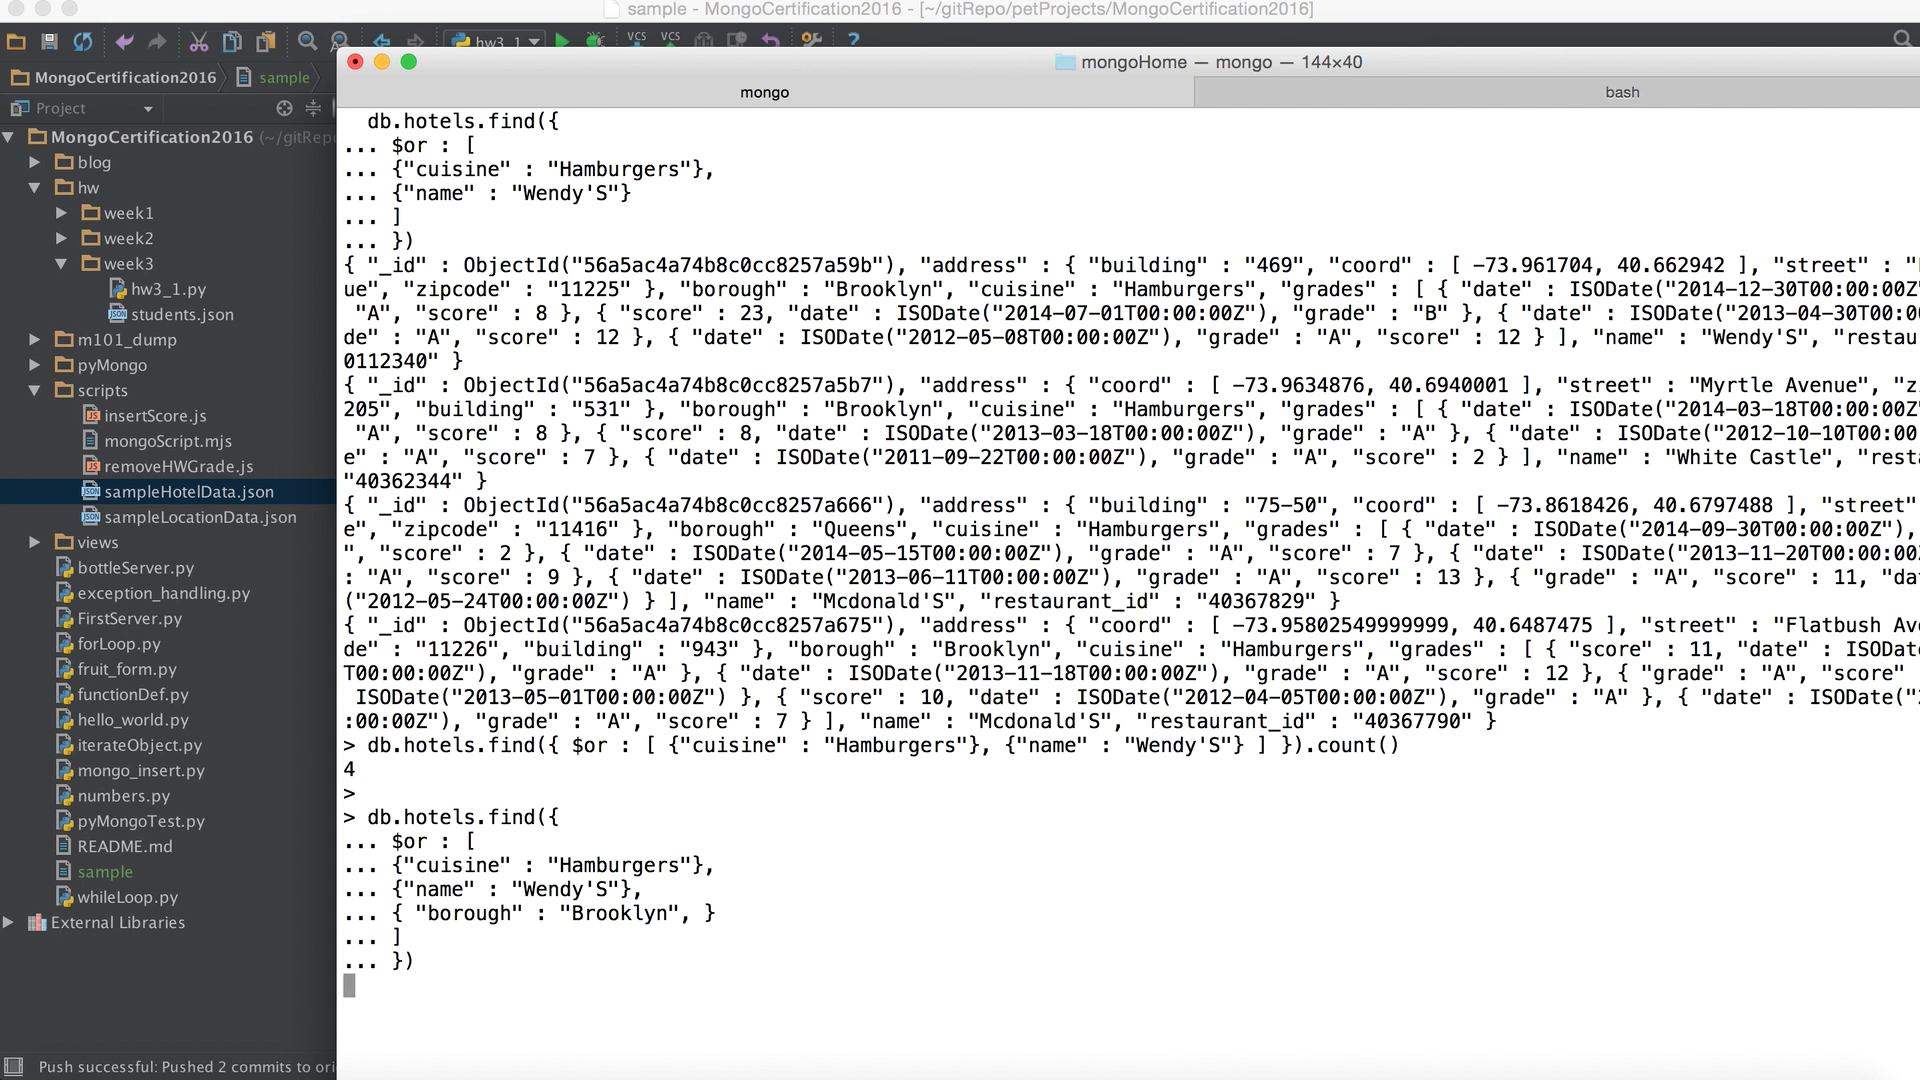 sample - MongoCertification2016 - [~/gitRepo/petProjects/MongoCertification2016]
hw3_1
VCS VCS
?
MongoCertification2016
sample
Project
MongoCertification2016 (~/gitRep
blog
hw
week1
week2
week3
hw3_1.py
students.json
m101_dump
pyMongo
scripts
insertScore.js
mongoScript.mjs
removeHWGrade.js
sampleHotelData.json
sampleLocationData.json
views
bottleServer.py
exception_handling.py
FirstServer.py
forLoop.py
fruit_form.py
functionDef.py
hello_world.py
iterateObject.py
mongo_insert.py
numbers.py
pyMongoTest.py
README.md
sample
whileLoop.py
External Libraries
Push successful: Pushed 2 commits to ori
mongoHome — mongo — 144×40
mongo
bash
db.hotels.find({
... $or : [
... {"cuisine" : "Hamburgers"},
... {"name" : "Wendy'S"}
... ]
... })
{ "_id" : ObjectId("56a5ac4a74b8c0cc8257a59b"), "address" : { "building" : "469", "coord" : [ -73.961704, 40.662942 ], "street" :
ue", "zipcode" : "11225" }, "borough" : "Brooklyn", "cuisine" : "Hamburgers", "grades" : [ { "date" : ISODate("2014-12-30T00:00:00Z
"A", "score" : 8 }, { "score" : 23, "date" : ISODate("2014-07-01T00:00:00Z"), "grade" : "B" }, { "date" : ISODate("2013-04-30T00:00
de" : "A", "score" : 12 }, { "date" : ISODate("2012-05-08T00:00:00Z"), "grade" : "A", "score" : 12 } ], "name" : "Wendy'S", "restau
0112340" }
{ "_id" : ObjectId("56a5ac4a74b8c0cc8257a5b7"), "address" : { "coord" : [ -73.9634876, 40.6940001 ], "street" : "Myrtle Avenue", "z
205", "building" : "531" }, "borough" : "Brooklyn", "cuisine" : "Hamburgers", "grades" : [ { "date" : ISODate("2014-03-18T00:00:00Z
"A", "score" : 8 }, { "score" : 8, "date" : ISODate("2013-03-18T00:00:00Z"), "grade" : "A" }, { "date" : ISODate("2012-10-10T00:00
e" : "A", "score" : 7 }, { "date" : ISODate("2011-09-22T00:00:00Z"), "grade" : "A", "score" : 2 } ], "name" : "White Castle", "rest
"40362344" }
{ "_id" : ObjectId("56a5ac4a74b8c0cc8257a666"), "address" : { "building" : "75-50", "coord" : [ -73.8618426, 40.6797488 ], "street"
e", "zipcode" : "11416" }, "borough" : "Queens", "cuisine" : "Hamburgers", "grades" : [ { "date" : ISODate("2014-09-30T00:00:00Z"),
", "score" : 2 }, { "date" : ISODate("2014-05-15T00:00:00Z"), "grade" : "A", "score" : 7 }, { "date" : ISODate("2013-11-20T00:00:00
: "A", "score" : 9 }, { "date" : ISODate("2013-06-11T00:00:00Z"), "grade" : "A", "score" : 13 }, { "grade" : "A", "score" : 11, "da
("2012-05-24T00:00:00Z") } ], "name" : "Mcdonald'S", "restaurant_id" : "40367829" }
{ "_id" : ObjectId("56a5ac4a74b8c0cc8257a675"), "address" : { "coord" : [ -73.95802549999999, 40.6487475 ], "street" : "Flatbush Av
de" : "11226", "building" : "943" }, "borough" : "Brooklyn", "cuisine" : "Hamburgers", "grades" : [ { "score" : 11, "date" : ISODat
T00:00:00Z"), "grade" : "A" }, { "date" : ISODate("2013-11-18T00:00:00Z"), "grade" : "A", "score" : 12 }, { "grade" : "A", "score"
ISODate("2013-05-01T00:00:00Z") }, { "score" : 10, "date" : ISODate("2012-04-05T00:00:00Z"), "grade" : "A" }, { "date" : ISODate("
:00:00Z"), "grade" : "A", "score" : 7 } ], "name" : "Mcdonald'S", "restaurant_id" : "40367790" }
> db.hotels.find({ $or : [ {"cuisine" : "Hamburgers"}, {"name" : "Wendy'S"} ] }).count()
4
>
> db.hotels.find({
... $or : [
... {"cuisine" : "Hamburgers"},
... {"name" : "Wendy'S"},
... { "borough" : "Brooklyn", }
... ]
... })